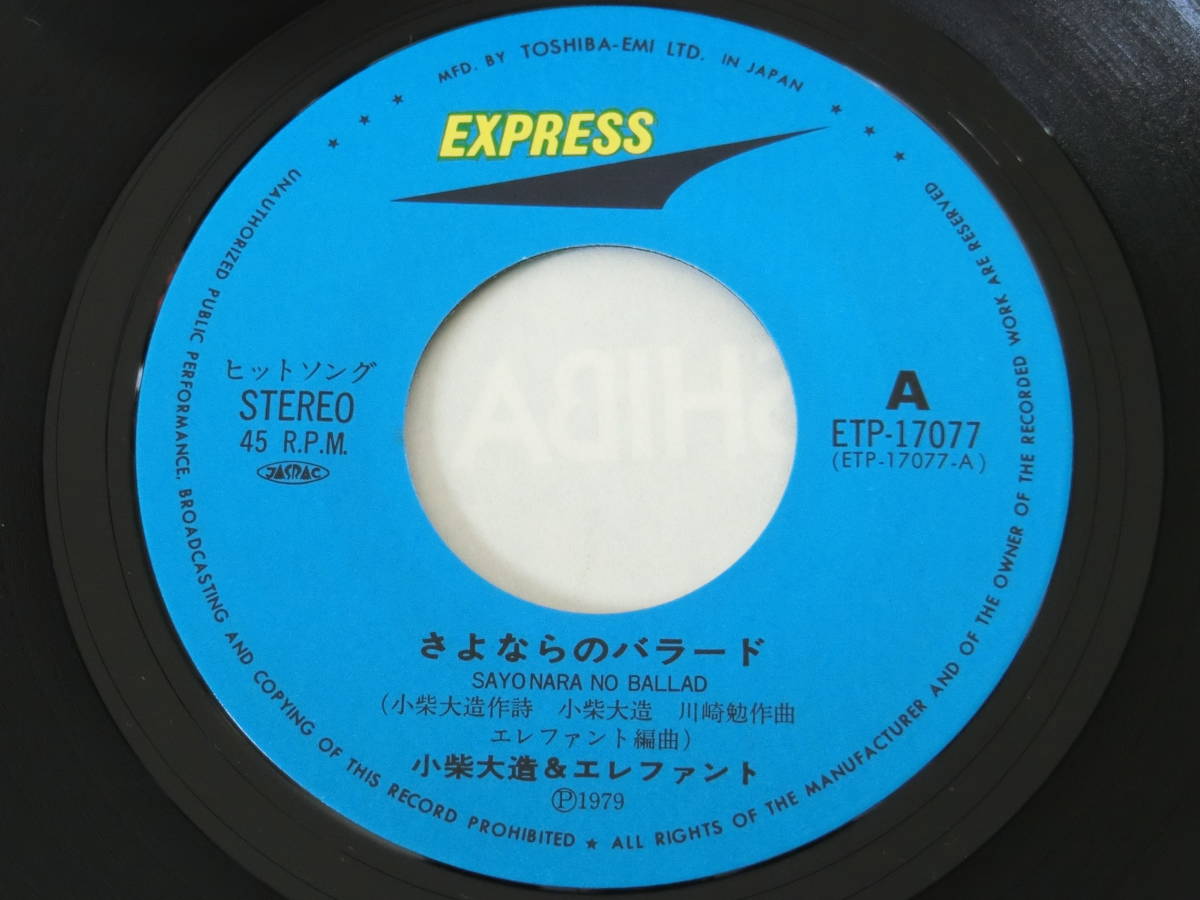 MFD. BY TOSHIBA-EMI LTD. IN JAPAN
EXPRESS
ヒットソング
STEREO
45 R.P.M.
JASRAC
A
ETP-17077
(ETP-17077-A)
SHIBA
さよならのバラード
SAYONARA NO BALLAD
(小柴大造作詩 小柴大造 川崎勉作曲
エレファント編曲)
小柴大造&エレファント
Ⓟ1979
UNAUTHORIZED PUBLIC PERFORMANCE, BROADCASTING AND COPYING OF THIS RECORD PROHIBITED ★ ALL RIGHTS OF THE MANUFACTURER AND OF THE OWNER OF THE RECORDED WORK ARE RESERVED